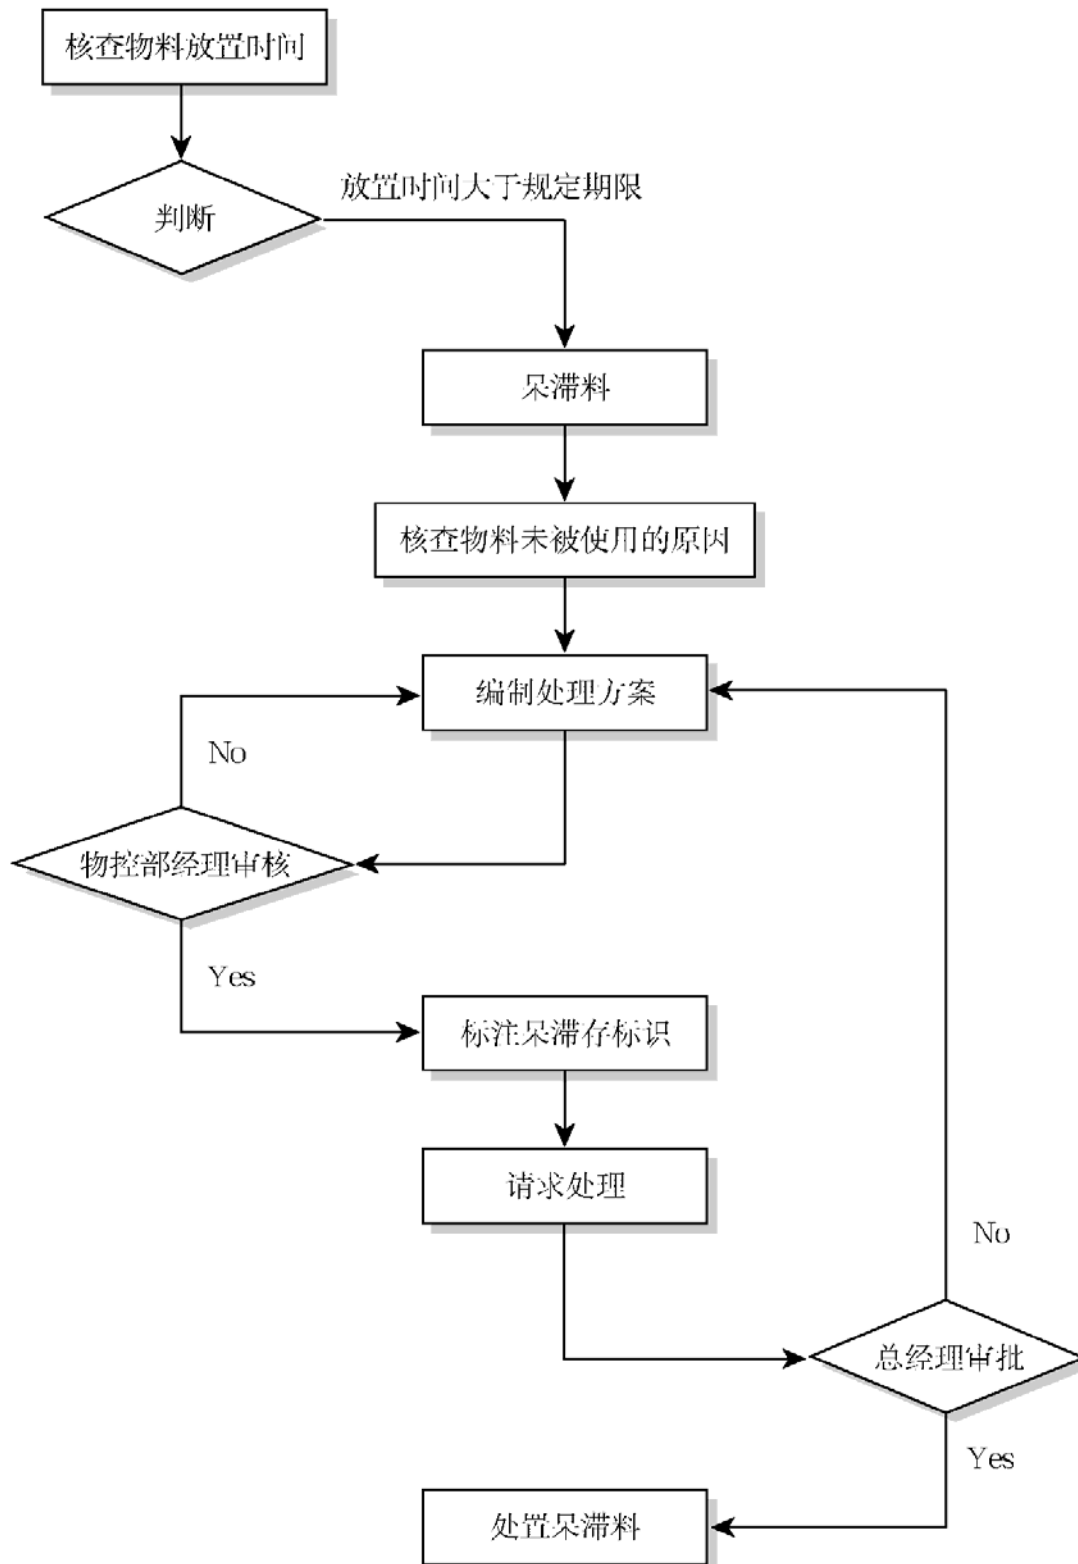 核查物料放置时间
判断
放置时间大于规定期限
呆滞料
核查物料未被使用的原因
编制处理方案
No
物控部经理审核
Yes
标注呆滞存标识
请求处理
No
总经理审批
Yes
处置呆滞料